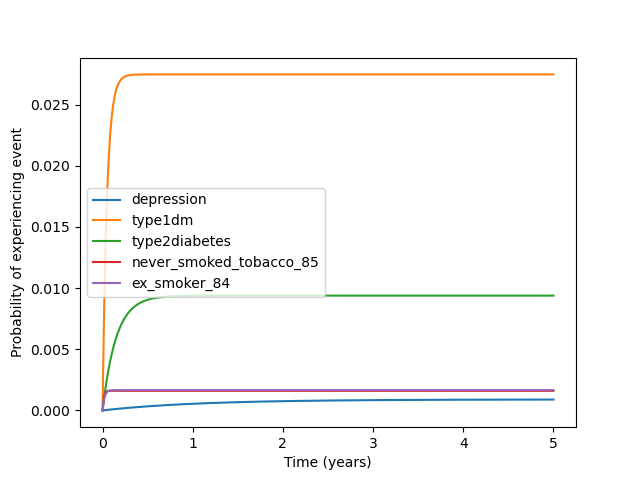 0.025
0.020
0.015
0.010
0.005
0.000
Probability of experiencing event
depression
type1dm
type2diabetes
never_smoked_tobacco_85
ex_smoker_84
0 1 2 3 4 5
Time (years)